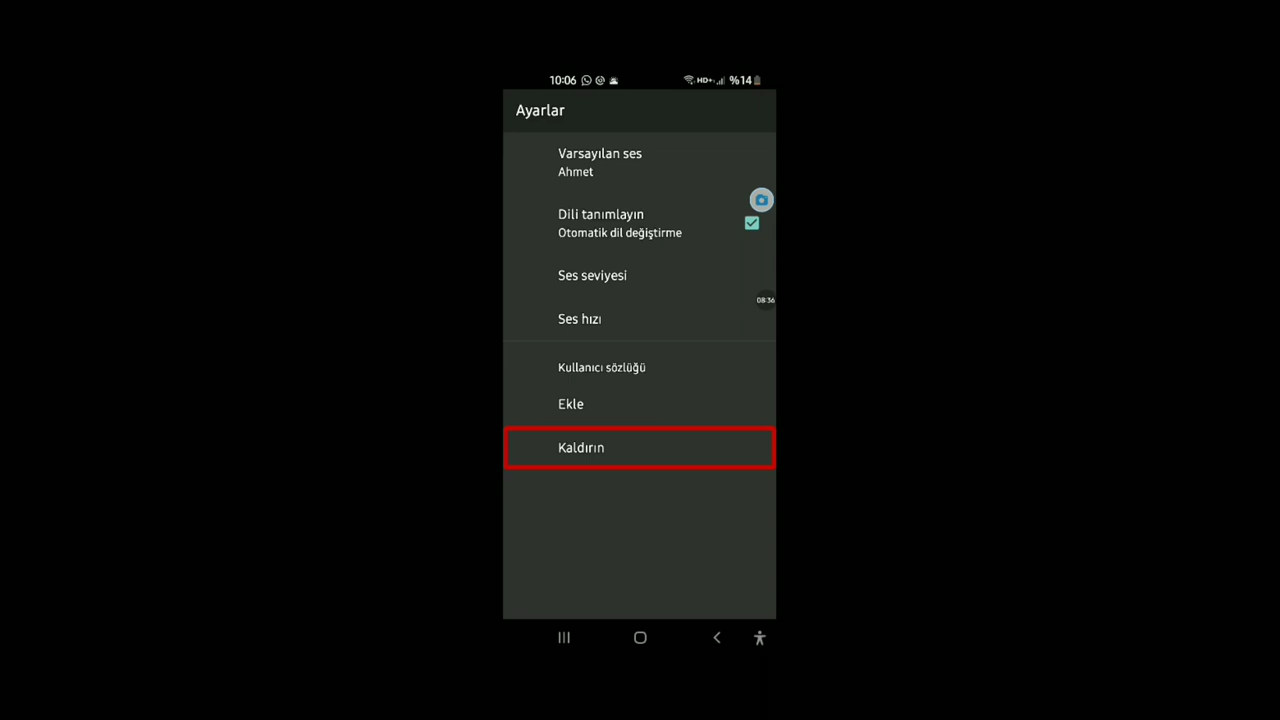 10:06 HD+ %14
Ayarlar
Varsayılan ses
Ahmet
Dili tanımlayın
Otomatik dil değiştirme
Ses seviyesi
08:36
Ses hızı
Kullanıcı sözlüğü
Ekle
Kaldırın